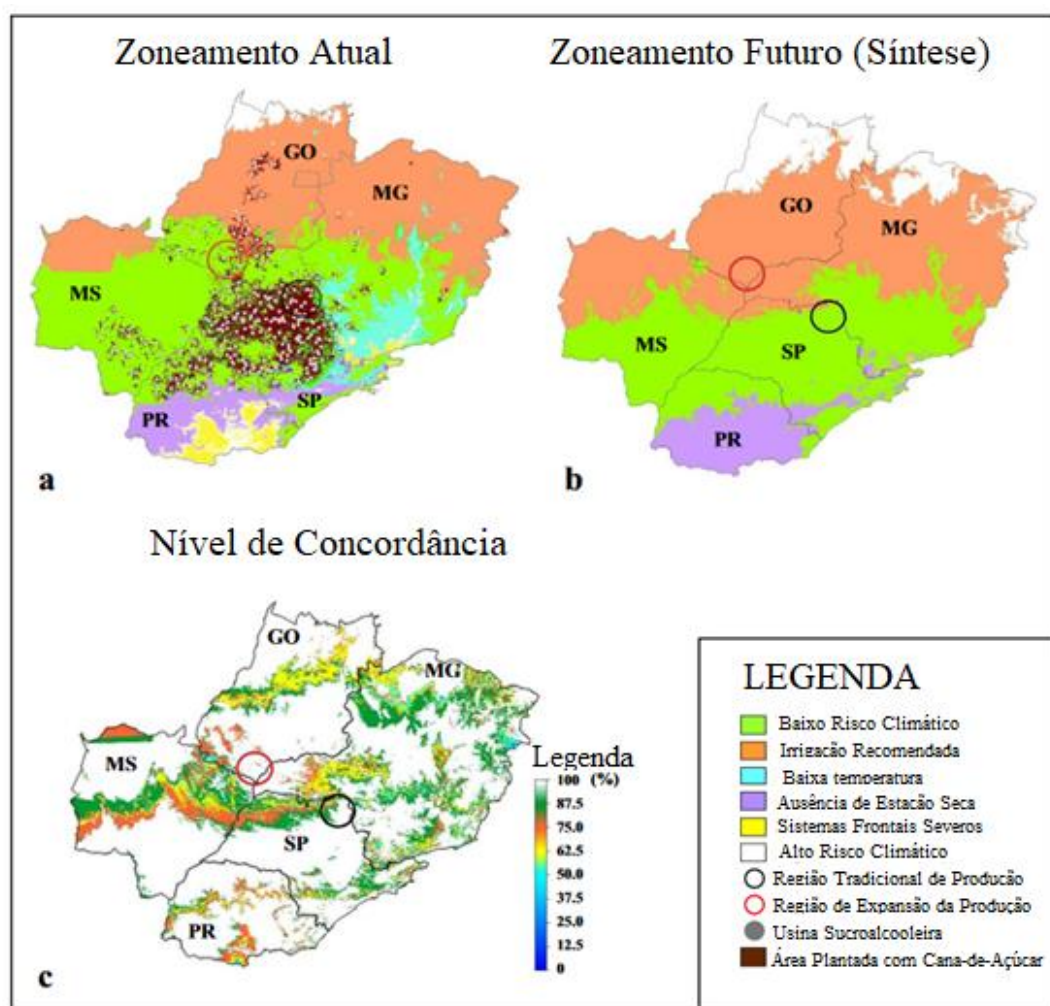 Zoneamento Atual
Zoneamento Futuro (Síntese)
GO
MG
MS
SP
PR
a
GO
MG
MS
SP
PR
b
Nível de Concordância
GO
MG
MS
SP
PR
c
Legenda
100 (%)
87.5
75.0
62.5
50.0
37.5
25.0
12.5
0
LEGENDA
Baixo Risco Climático
Irrigação Recomendada
Baixa temperatura
Ausência de Estacão Seca
Sistemas Frontais Severos
Alto Risco Climático
Região Tradicional de Producão
Região de Expansão da Produção
Usina Sucroalcooleira
Área Plantada com Cana-de-Açúcar